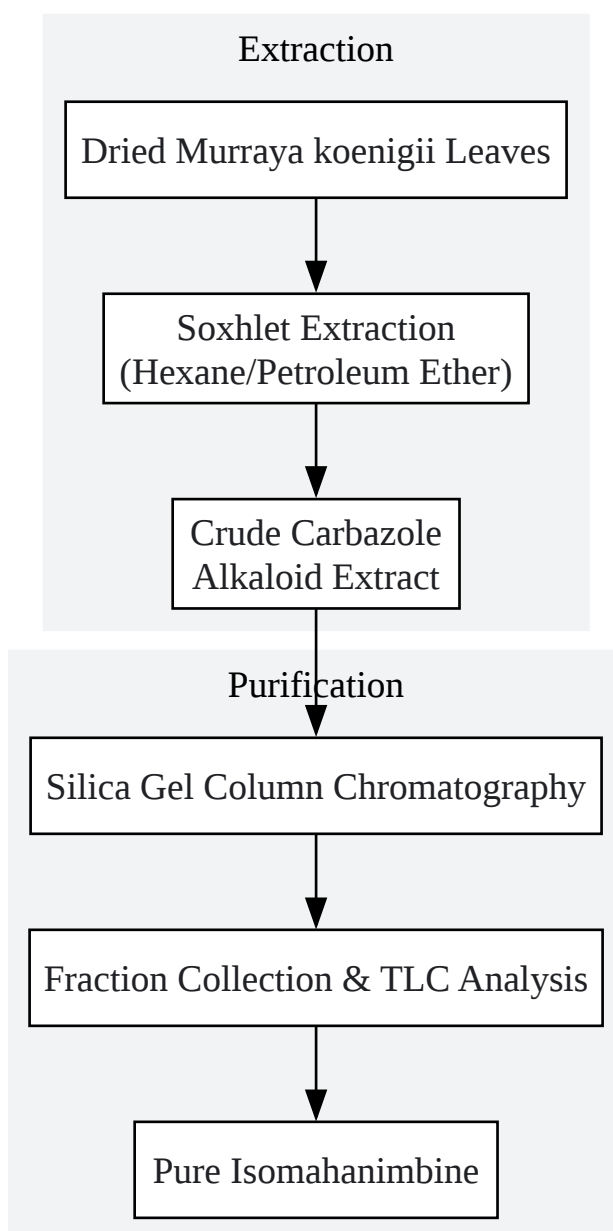 Extraction
Dried Murraya koenigii Leaves
Soxhlet Extraction
(Hexane/Petroleum Ether)
Crude Carbazole
Alkaloid Extract
Purification
Silica Gel Column Chromatography
Fraction Collection & TLC Analysis
Pure Isomahanimbine